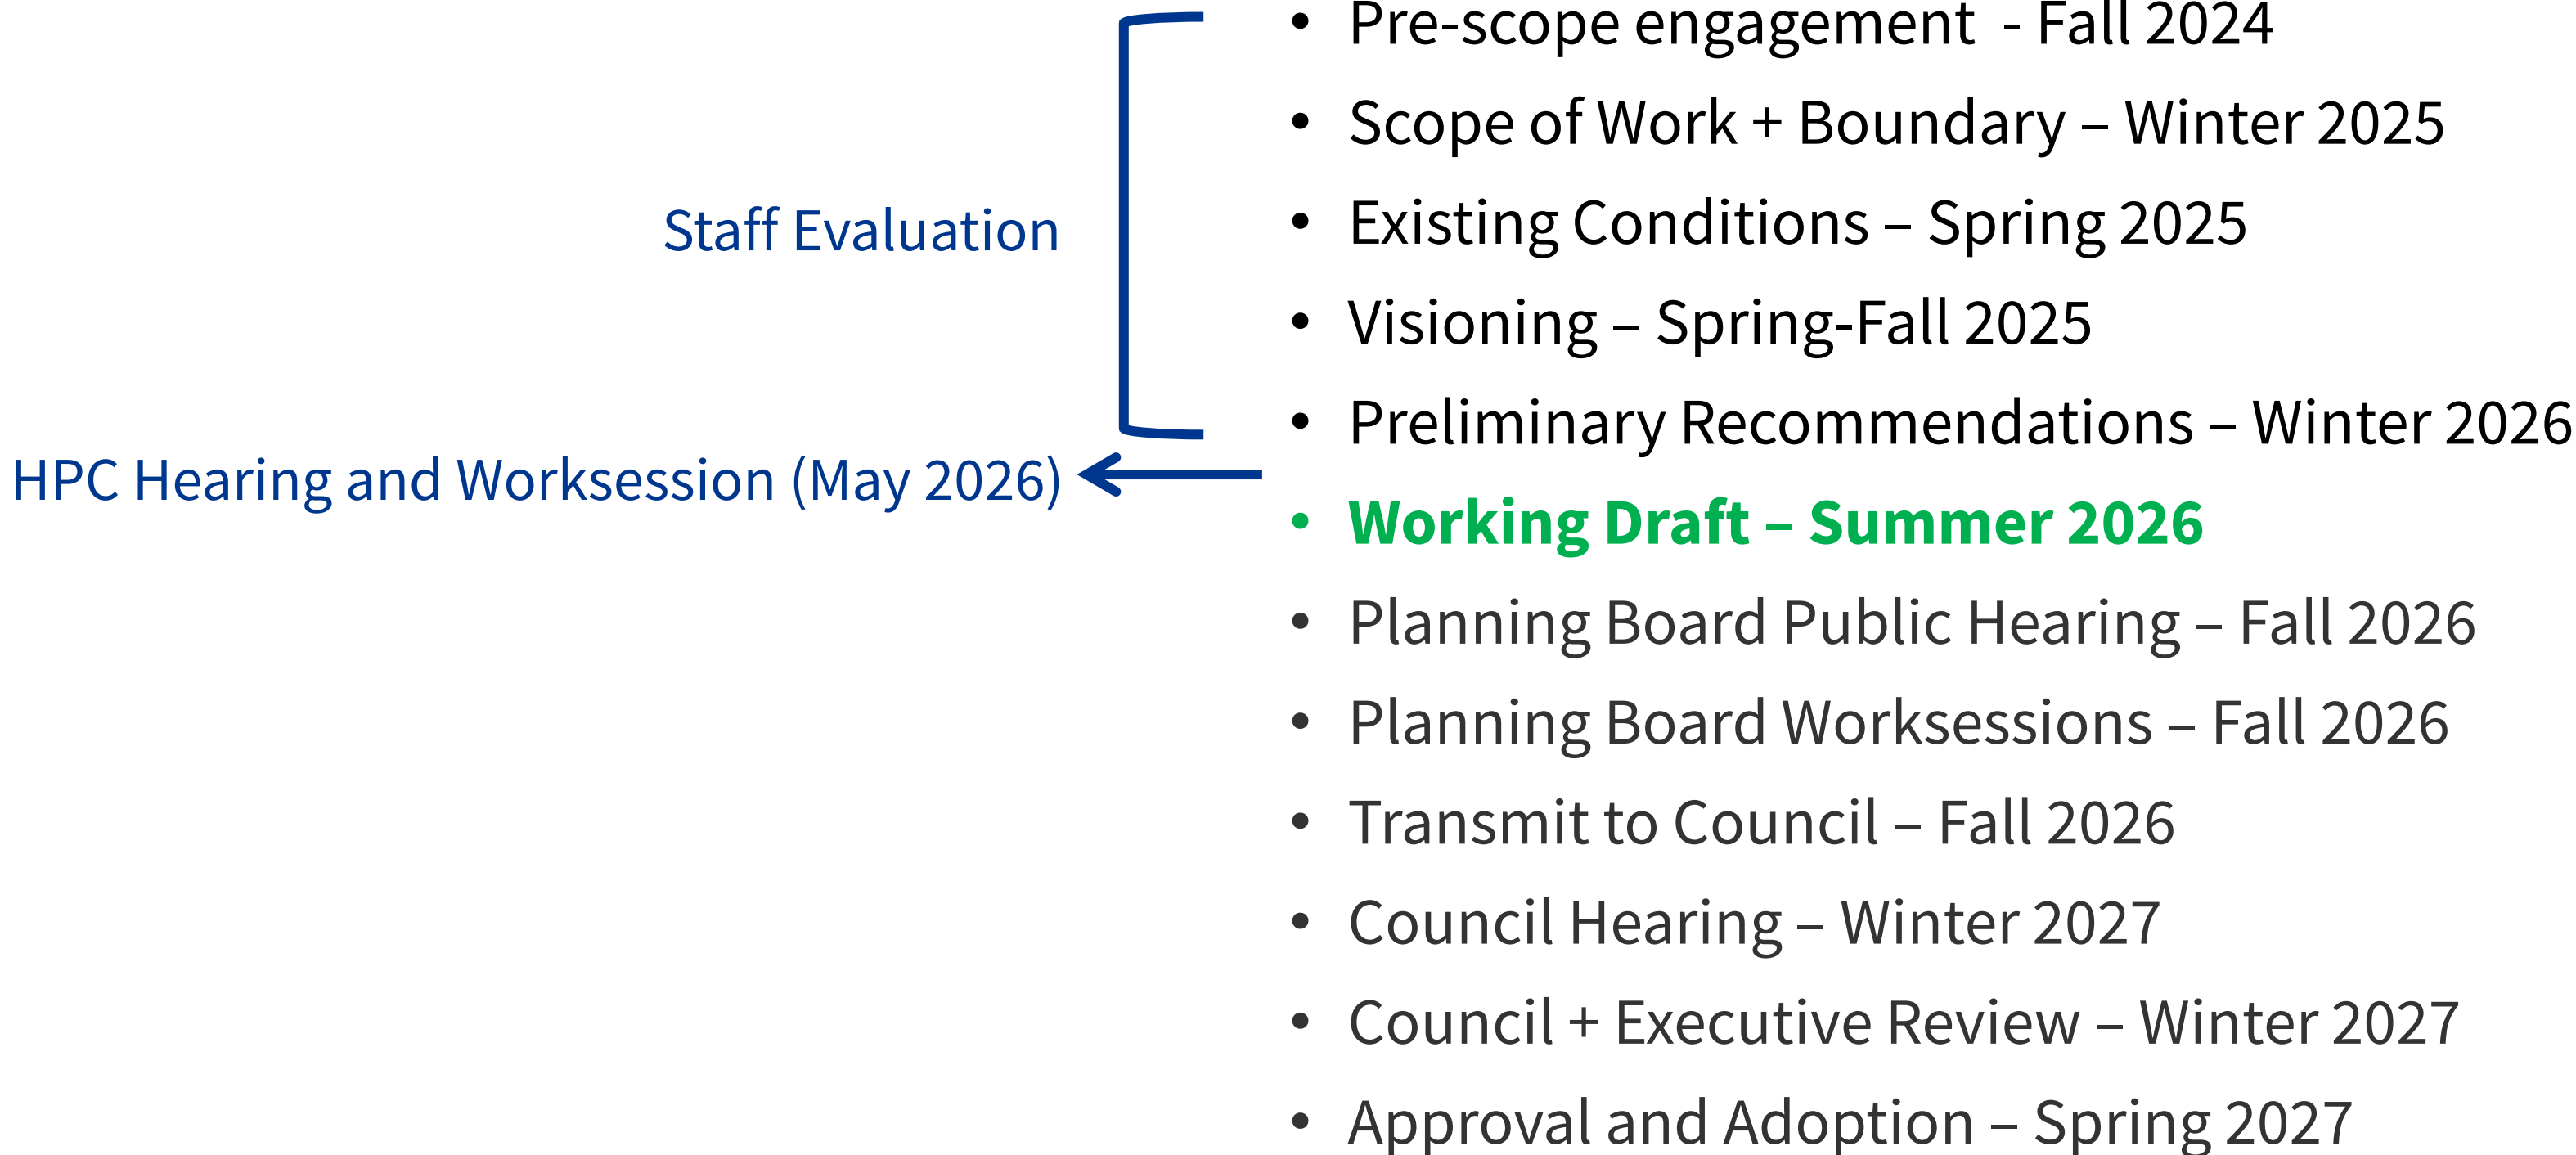 • Pre-scope engagement  - Fall 2024
• Scope of Work + Boundary – Winter 2025
Staff Evaluation
• Existing Conditions – Spring 2025
• Visioning – Spring-Fall 2025
• Preliminary Recommendations – Winter 2026
HPC Hearing and Worksession (May 2026)
• Working Draft – Summer 2026
• Planning Board Public Hearing – Fall 2026
• Planning Board Worksessions – Fall 2026
• Transmit to Council – Fall 2026
• Council Hearing – Winter 2027
• Council + Executive Review – Winter 2027
• Approval and Adoption – Spring 2027